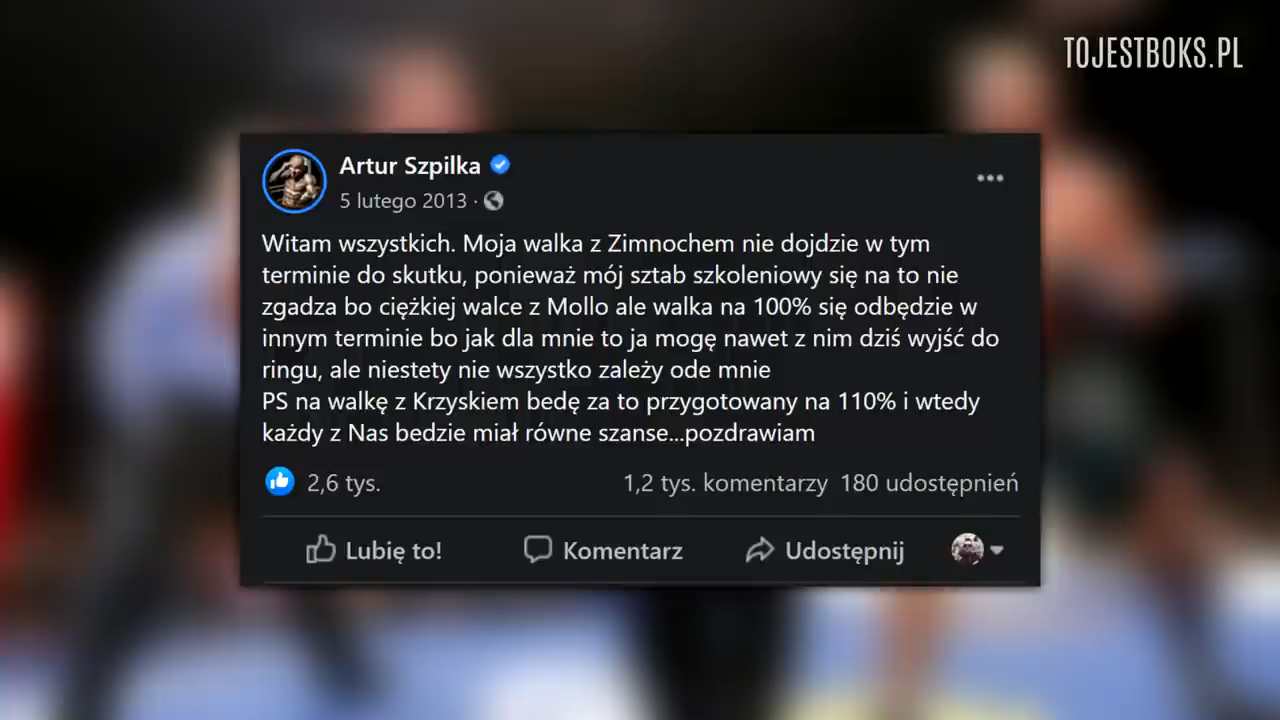 TOJESTBOKS.PL
Artur Szpilka
5 lutego 2013 ·
Witam wszystkich. Moja walka z Zimnochem nie dojdzie w tym
terminie do skutku, ponieważ mój sztab szkoleniowy się na to nie
zgadza bo ciężkiej walce z Mollo ale walka na 100% się odbędzie w
innym terminie bo jak dla mnie to ja mogę nawet z nim dziś wyjść do
ringu, ale niestety nie wszystko zależy ode mnie
PS na walkę z Krzyskiem bedę za to przygotowany na 110% i wtedy
każdy z Nas bedzie miał równe szanse...pozdrawiam
2,6 tys. 1,2 tys. komentarzy 180 udostępnień
Lubię to! Komentarz Udostępnij